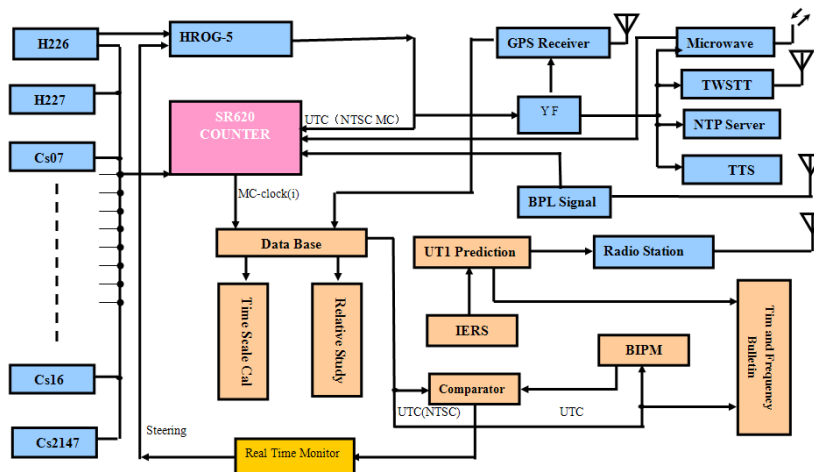 H226
HROG-5
GPS Receiver
Microwave
H227
SR620
COUNTER
UTC (NTSC MC)
Y F
TWSTT
NTP Server
Cs07
TTS
MC-clock(i)
BPL Signal
Data Base
UT1 Prediction
Radio Station
Time Scale Cal
Relative Study
IERS
Tim and Frequency
Bulletin
BIPM
Cs16
Comparator
UTC(NTSC)
UTC
Cs2147
Steering
Real Time Monitor